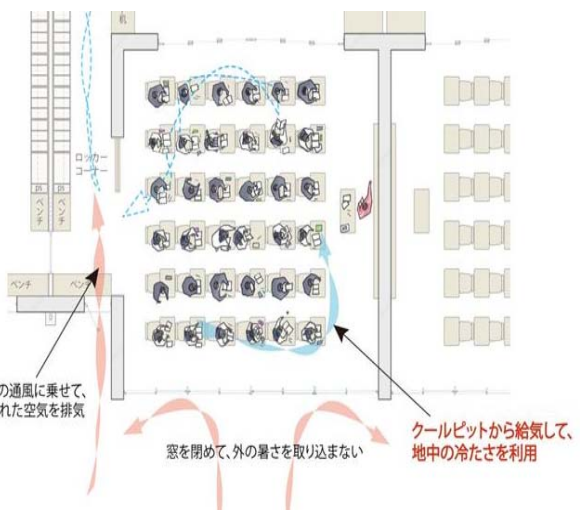 机
ロッカー
コーナー
ベンチ
ベンチ
ベンチ
ベンチ
の通風に乗せて、
れた空気を排気
窓を閉めて、外の暑さを取り込まない
クールピットから給気して、
地中の冷たさを利用